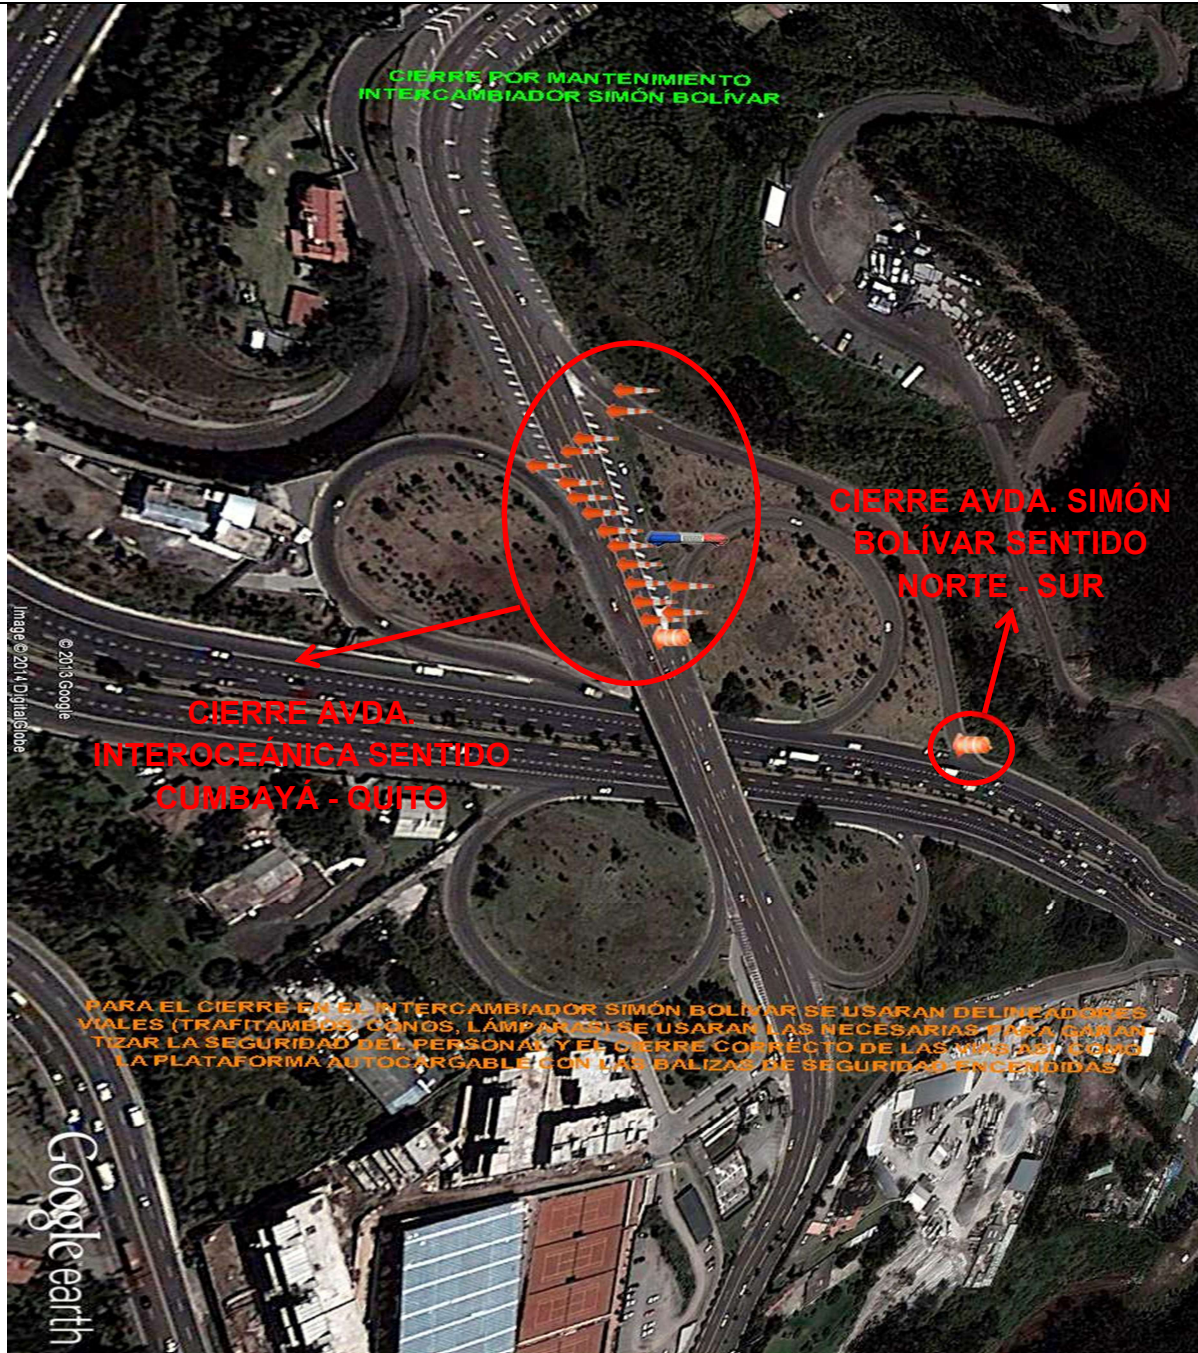 CIERRE POR MANTENIMIENTO
INTERCAMBIADOR SIMÓN BOLÍVAR
CIERRE AVDA. SIMÓN
BOLÍVAR SENTIDO
NORTE - SUR
CIERRE AVDA.
INTEROCEÁNICA SENTIDO
CUMBAYÁ - QUITO
© 2013 Google
Image © 2014 DigitalGlobe
PARA EL CIERRE EN EL INTERCAMBIADOR SIMÓN BOLÍVAR SE USARAN DELINEADORES
VIALES (TRAFITAMBOS, CONOS, LÁMPARAS) SE USARAN LAS NECESARIAS PARA GARAN-
TIZAR LA SEGURIDAD DEL PERSONAL Y EL CIERRE CORRECTO DE LAS VIAS ASI COMO
LA PLATAFORMA AUTOCARGABLE CON LAS BALIZAS DE SEGURIDAD ENCENDIDAS
Google earth